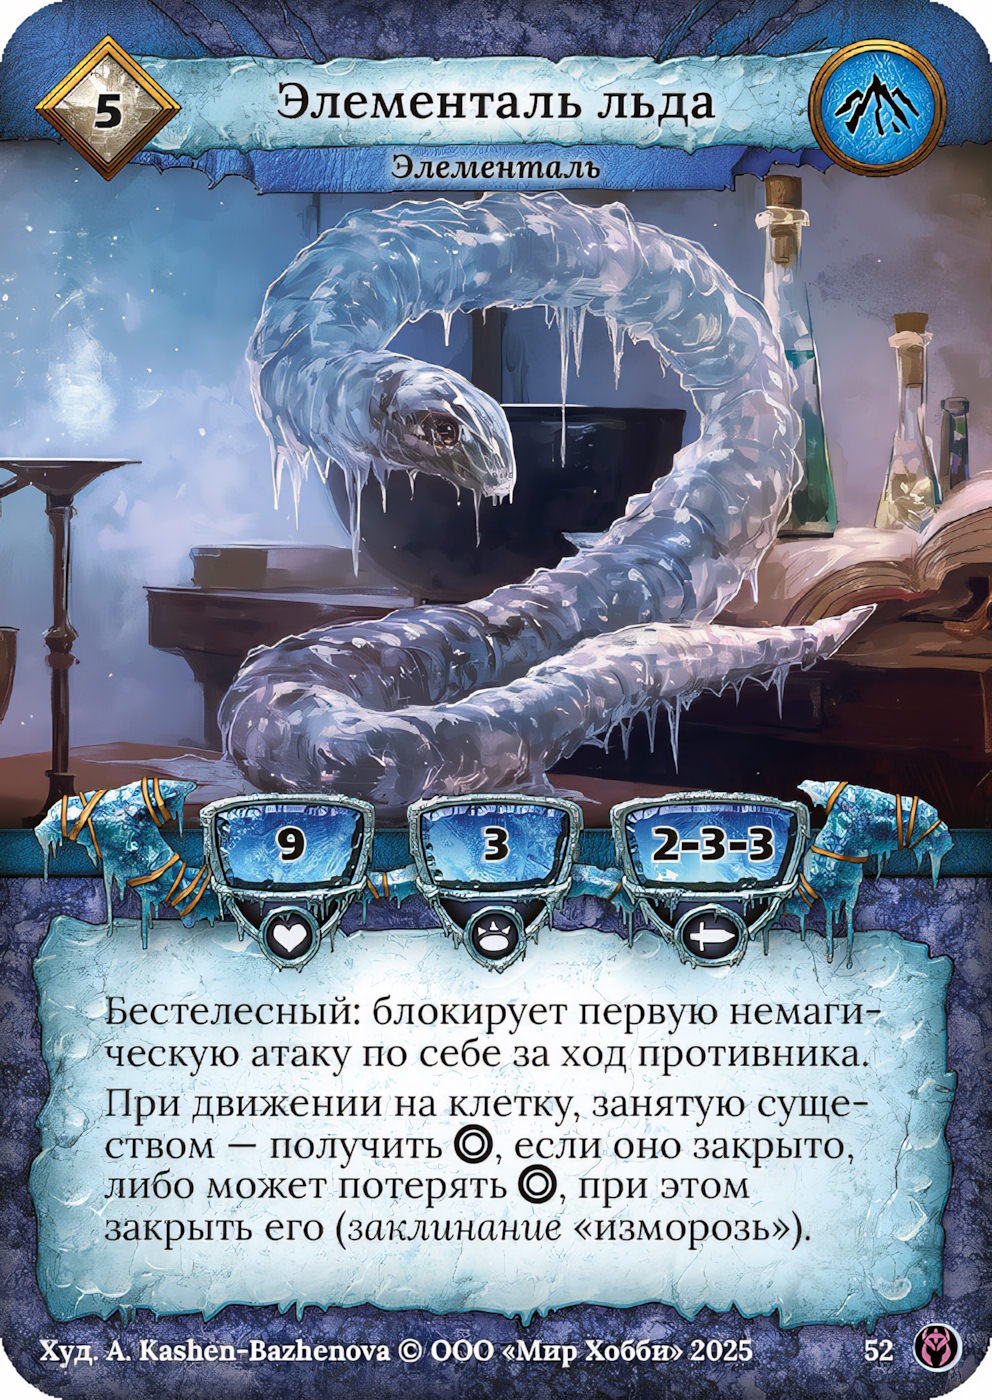 5
Элементаль льда
Элементаль
9
3
2-3-3
Бестелесный: блокирует первую немаги-
ческую атаку по себе за ход противника.
При движении на клетку, занятую суще-
ством — получить , если оно закрыто,
либо может потерять , при этом
закрыть его (заклинание «изморозь»).
Худ. А. Kashen-Bazhenova © ООО «Мир Хобби» 2025
52